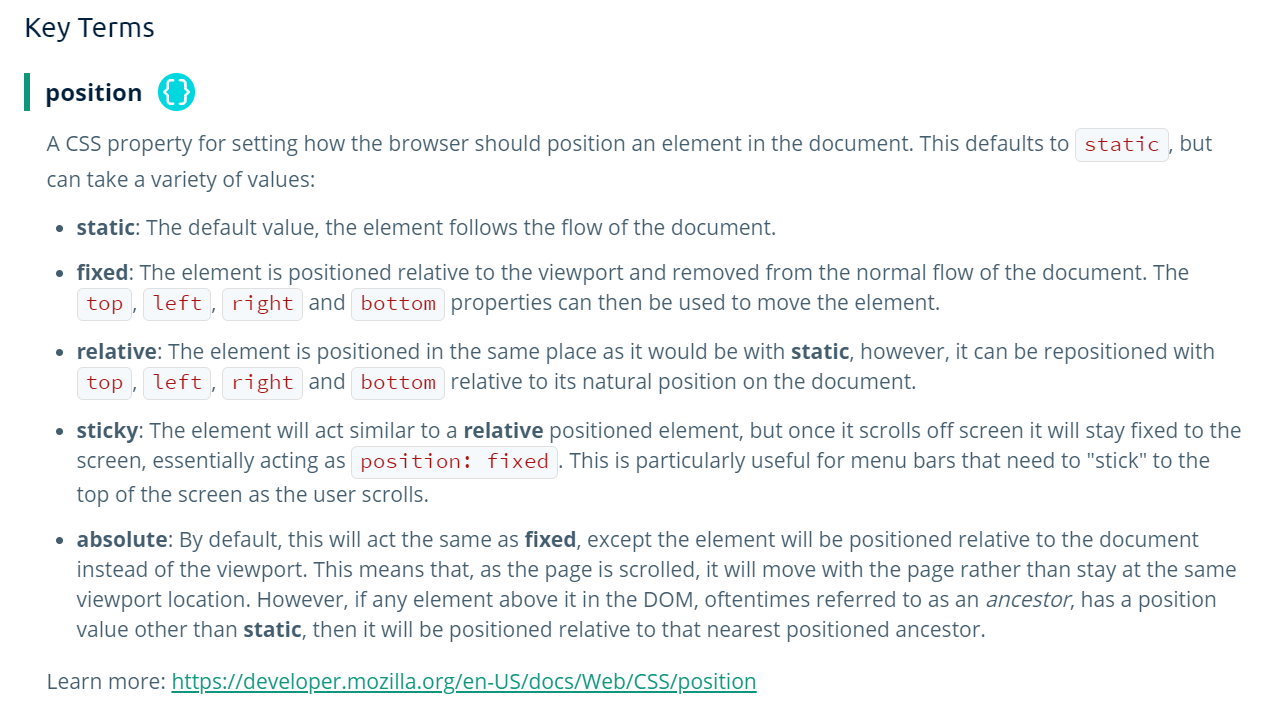 Key Terms
position {}
A CSS property for setting how the browser should position an element in the document. This defaults to static, but
can take a variety of values:
• static: The default value, the element follows the flow of the document.
• fixed: The element is positioned relative to the viewport and removed from the normal flow of the document. The
top, left, right and bottom properties can then be used to move the element.
• relative: The element is positioned in the same place as it would be with static, however, it can be repositioned with
top, left, right and bottom relative to its natural position on the document.
• sticky: The element will act similar to a relative positioned element, but once it scrolls off screen it will stay fixed to the
screen, essentially acting as position: fixed. This is particularly useful for menu bars that need to "stick" to the
top of the screen as the user scrolls.
• absolute: By default, this will act the same as fixed, except the element will be positioned relative to the document
instead of the viewport. This means that, as the page is scrolled, it will move with the page rather than stay at the same
viewport location. However, if any element above it in the DOM, oftentimes referred to as an ancestor, has a position
value other than static, then it will be positioned relative to that nearest positioned ancestor.
Learn more: https://developer.mozilla.org/en-US/docs/Web/CSS/position